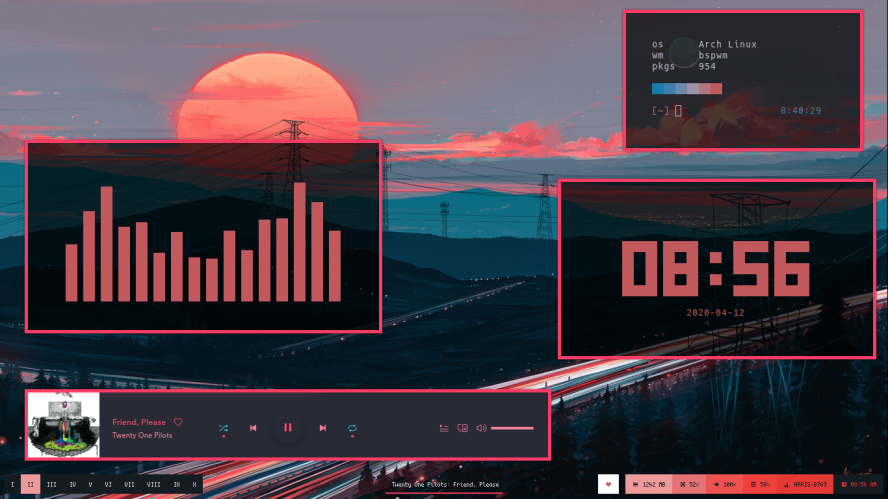 os Arch Linux
wm bspwm
pkgs 954
[~] 8:40:29
08:56
2020-04-12
Friend, Please
Twenty One Pilots
I II III IV V VI VII VIII IX X
Twenty One Pilots: Friend, Please
1242 MB 52% 100% 58% ARRIS-8763 08:56 AM